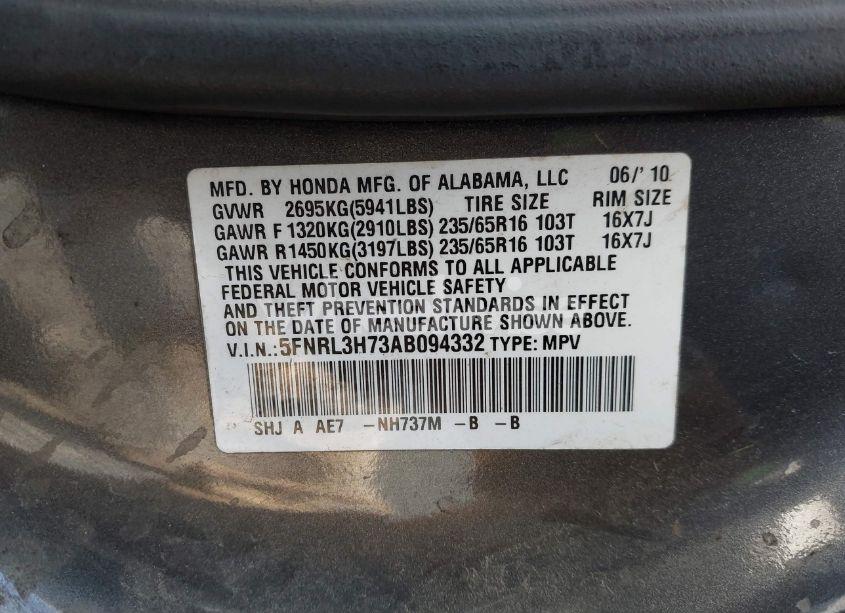 MFD. BY HONDA MFG. OF ALABAMA, LLC 06/' 10
GVWR 2695KG(5941LBS) TIRE SIZE RIM SIZE
GAWR F 1320KG(2910LBS) 235/65R16 103T 16X7J
GAWR R1450KG(3197LBS) 235/65R16 103T 16X7J
THIS VEHICLE CONFORMS TO ALL APPLICABLE
FEDERAL MOTOR VEHICLE SAFETY
AND THEFT PREVENTION STANDARDS IN EFFECT
ON THE DATE OF MANUFACTURE SHOWN ABOVE.
V.I.N.:5FNRL3H73AB094332 TYPE: MPV
SHJ A AE7 -NH737M -B -B